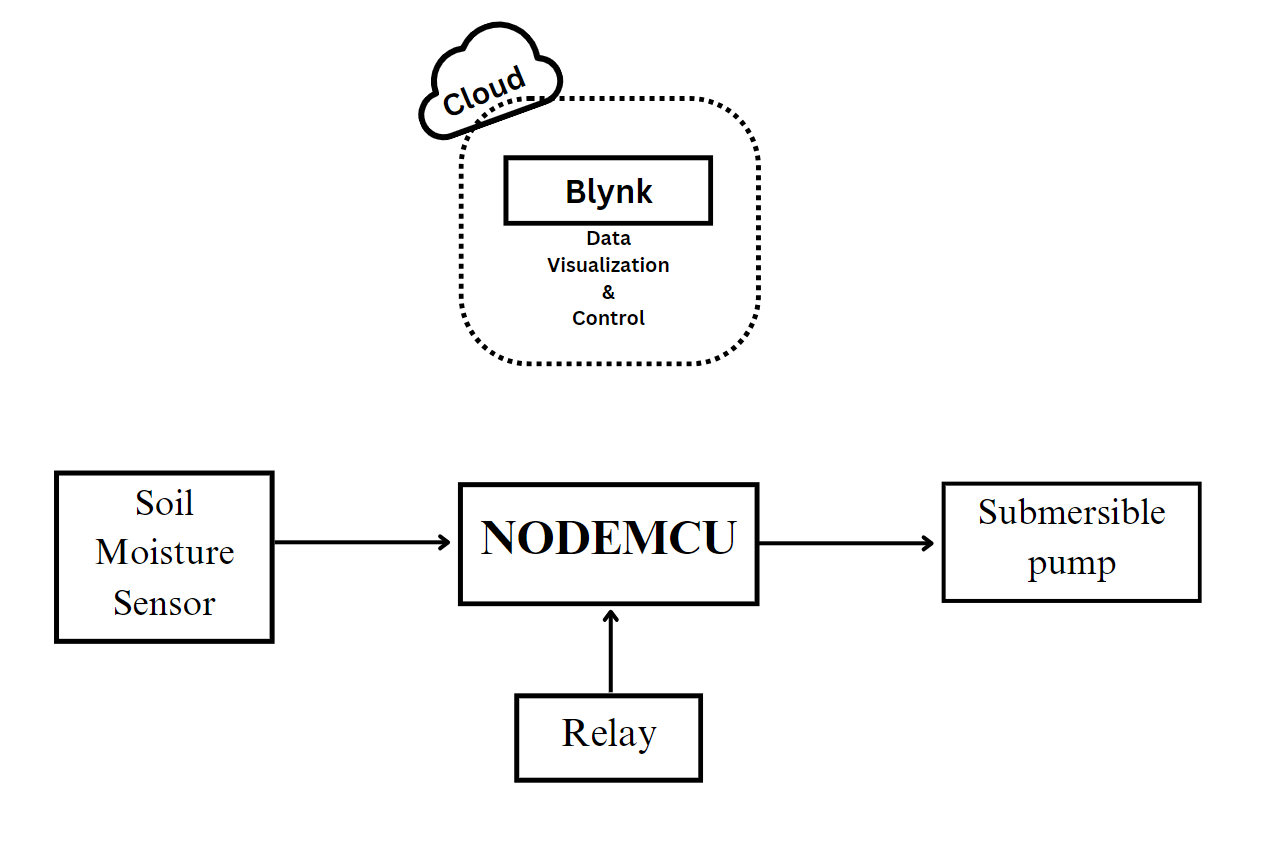 Cloud
Blynk
Data
Visualization
&
Control
Soil
Moisture
Sensor
NODEMCU
Submersible
pump
Relay